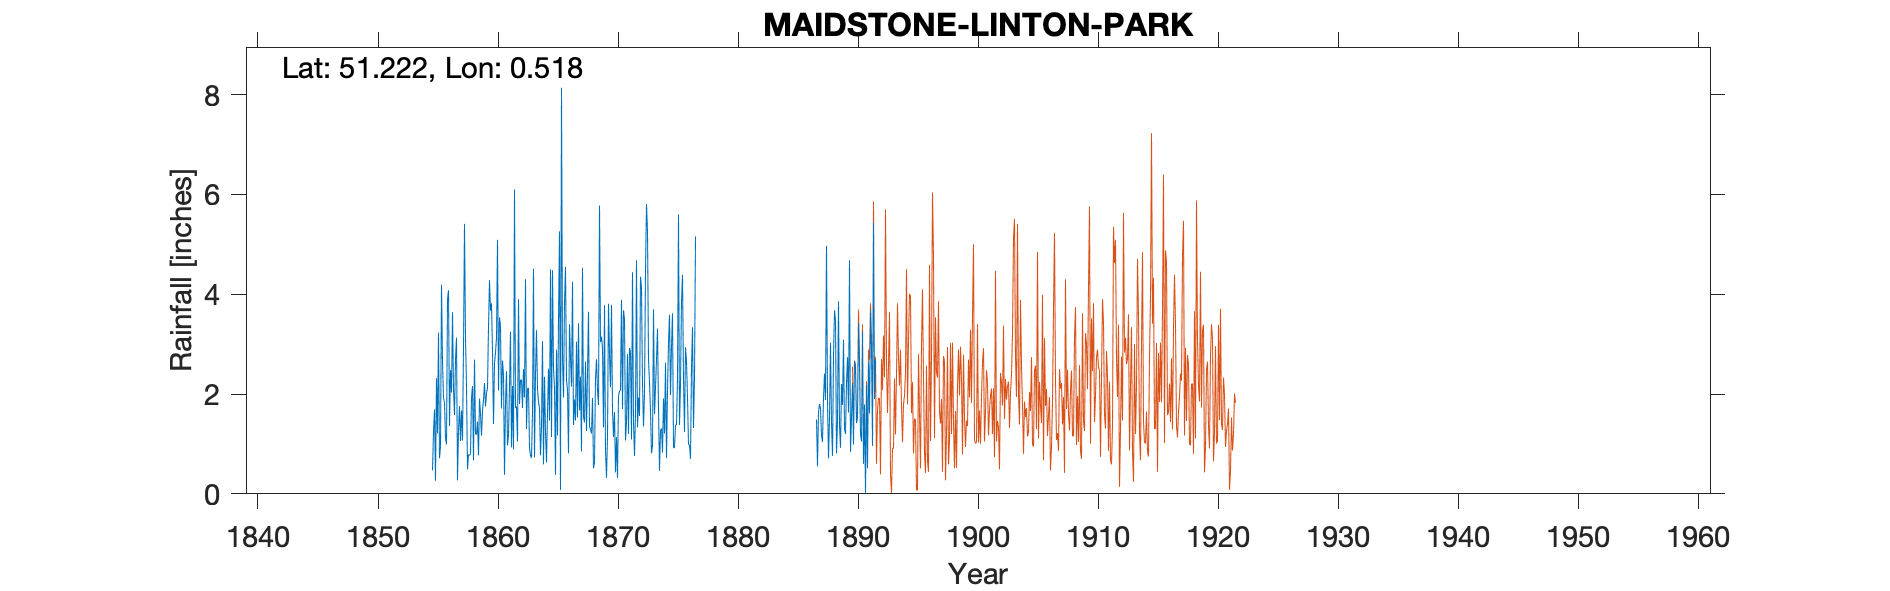 MAIDSTONE-LINTON-PARK
Lat: 51.222, Lon: 0.518
8
6
4
2
0
Rainfall [inches]
1840 1850 1860 1870 1880 1890 1900 1910 1920 1930 1940 1950 1960
Year